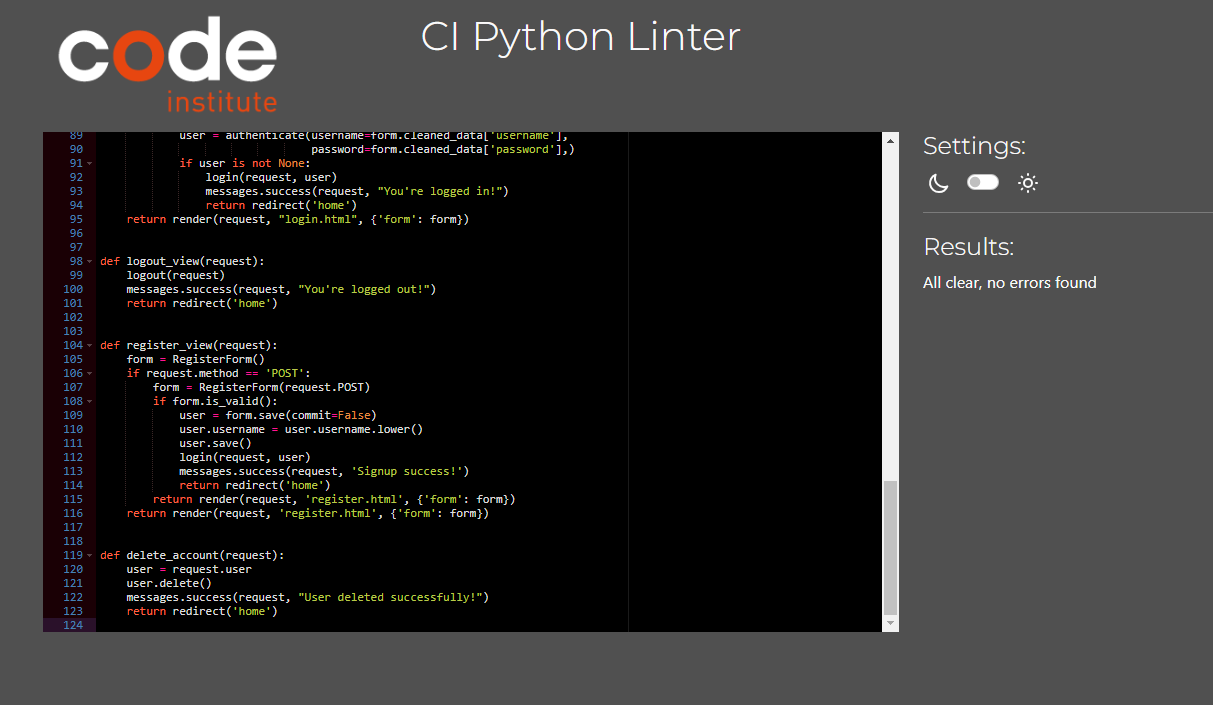 code
institute
CI Python Linter
89 user = authenticate(username=form.cleaned_data['username'],
90 password=form.cleaned_data['password'],)
91 if user is not None:
92 login(request, user)
93 messages.success(request, "You're logged in!")
94 return redirect('home')
95 return render(request, "login.html", {'form': form})
96
97
98 def logout_view(request):
99 logout(request)
100 messages.success(request, "You're logged out!")
101 return redirect('home')
102
103
104 def register_view(request):
105 form = RegisterForm()
106 if request.method == 'POST':
107 form = RegisterForm(request.POST)
108 if form.is_valid():
109 user = form.save(commit=False)
110 user.username = user.username.lower()
111 user.save()
112 login(request, user)
113 messages.success(request, 'Signup success!')
114 return redirect('home')
115 return render(request, 'register.html', {'form': form})
116 return render(request, 'register.html', {'form': form})
117
118
119 def delete_account(request):
120 user = request.user
121 user.delete()
122 messages.success(request, "User deleted successfully!")
123 return redirect('home')
124
Settings:
Results:
All clear, no errors found